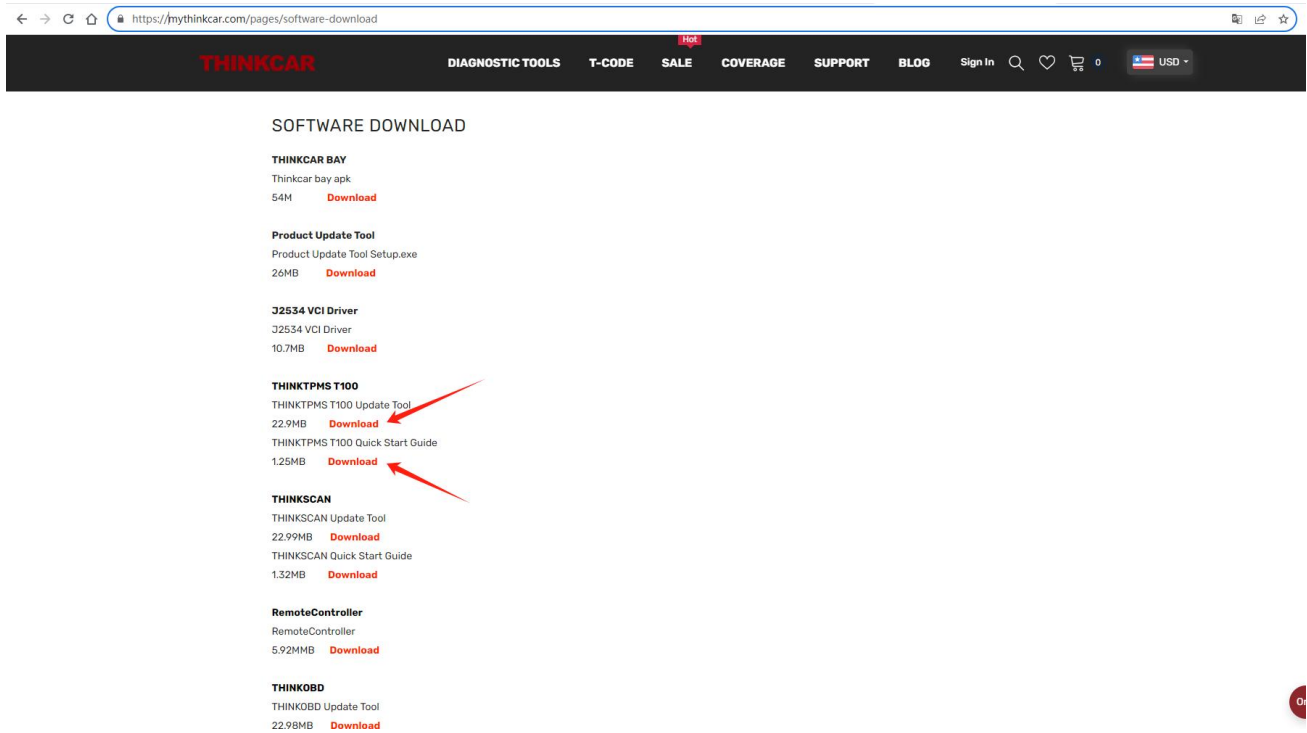 https://mythinkcar.com/pages/software-download
Hot
THINKCAR DIAGNOSTIC TOOLS T-CODE SALE COVERAGE SUPPORT BLOG Sign In 0 USD
SOFTWARE DOWNLOAD
THINKCAR BAY
Thinkcar bay apk
54M Download
Product Update Tool
Product Update Tool Setup.exe
26MB Download
J2534 VCI Driver
J2534 VCI Driver
10.7MB Download
THINKTPMS T100
THINKTPMS T100 Update Tool
22.9MB Download
THINKTPMS T100 Quick Start Guide
1.25MB Download
THINKSCAN
THINKSCAN Update Tool
22.99MB Download
THINKSCAN Quick Start Guide
1.32MB Download
RemoteController
RemoteController
5.92MMB Download
THINKOBD
THINKOBD Update Tool
22.98MB Download